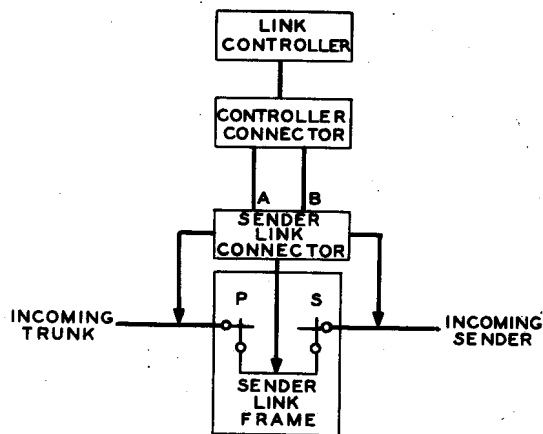 LINK
CONTROLLER
CONTROLLER
CONNECTOR
A B
SENDER
LINK
CONNECTOR
P S
INCOMING
TRUNK
INCOMING
SENDER
SENDER
LINK
FRAME